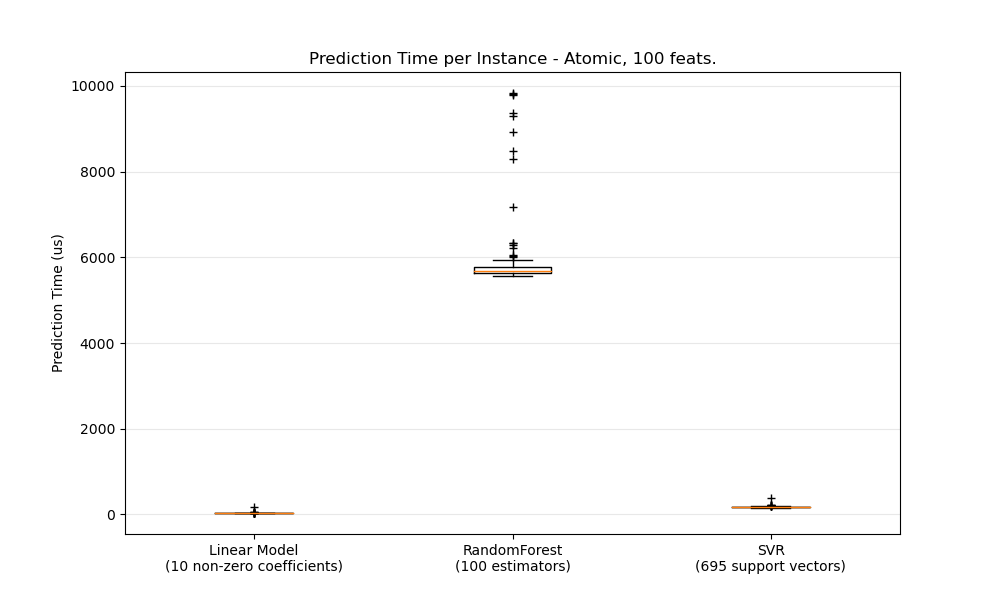 Prediction Time per Instance - Atomic, 100 feats.
Prediction Time (us)
10000
8000
6000
4000
2000
0
Linear Model
(10 non-zero coefficients)
RandomForest
(100 estimators)
SVR
(695 support vectors)